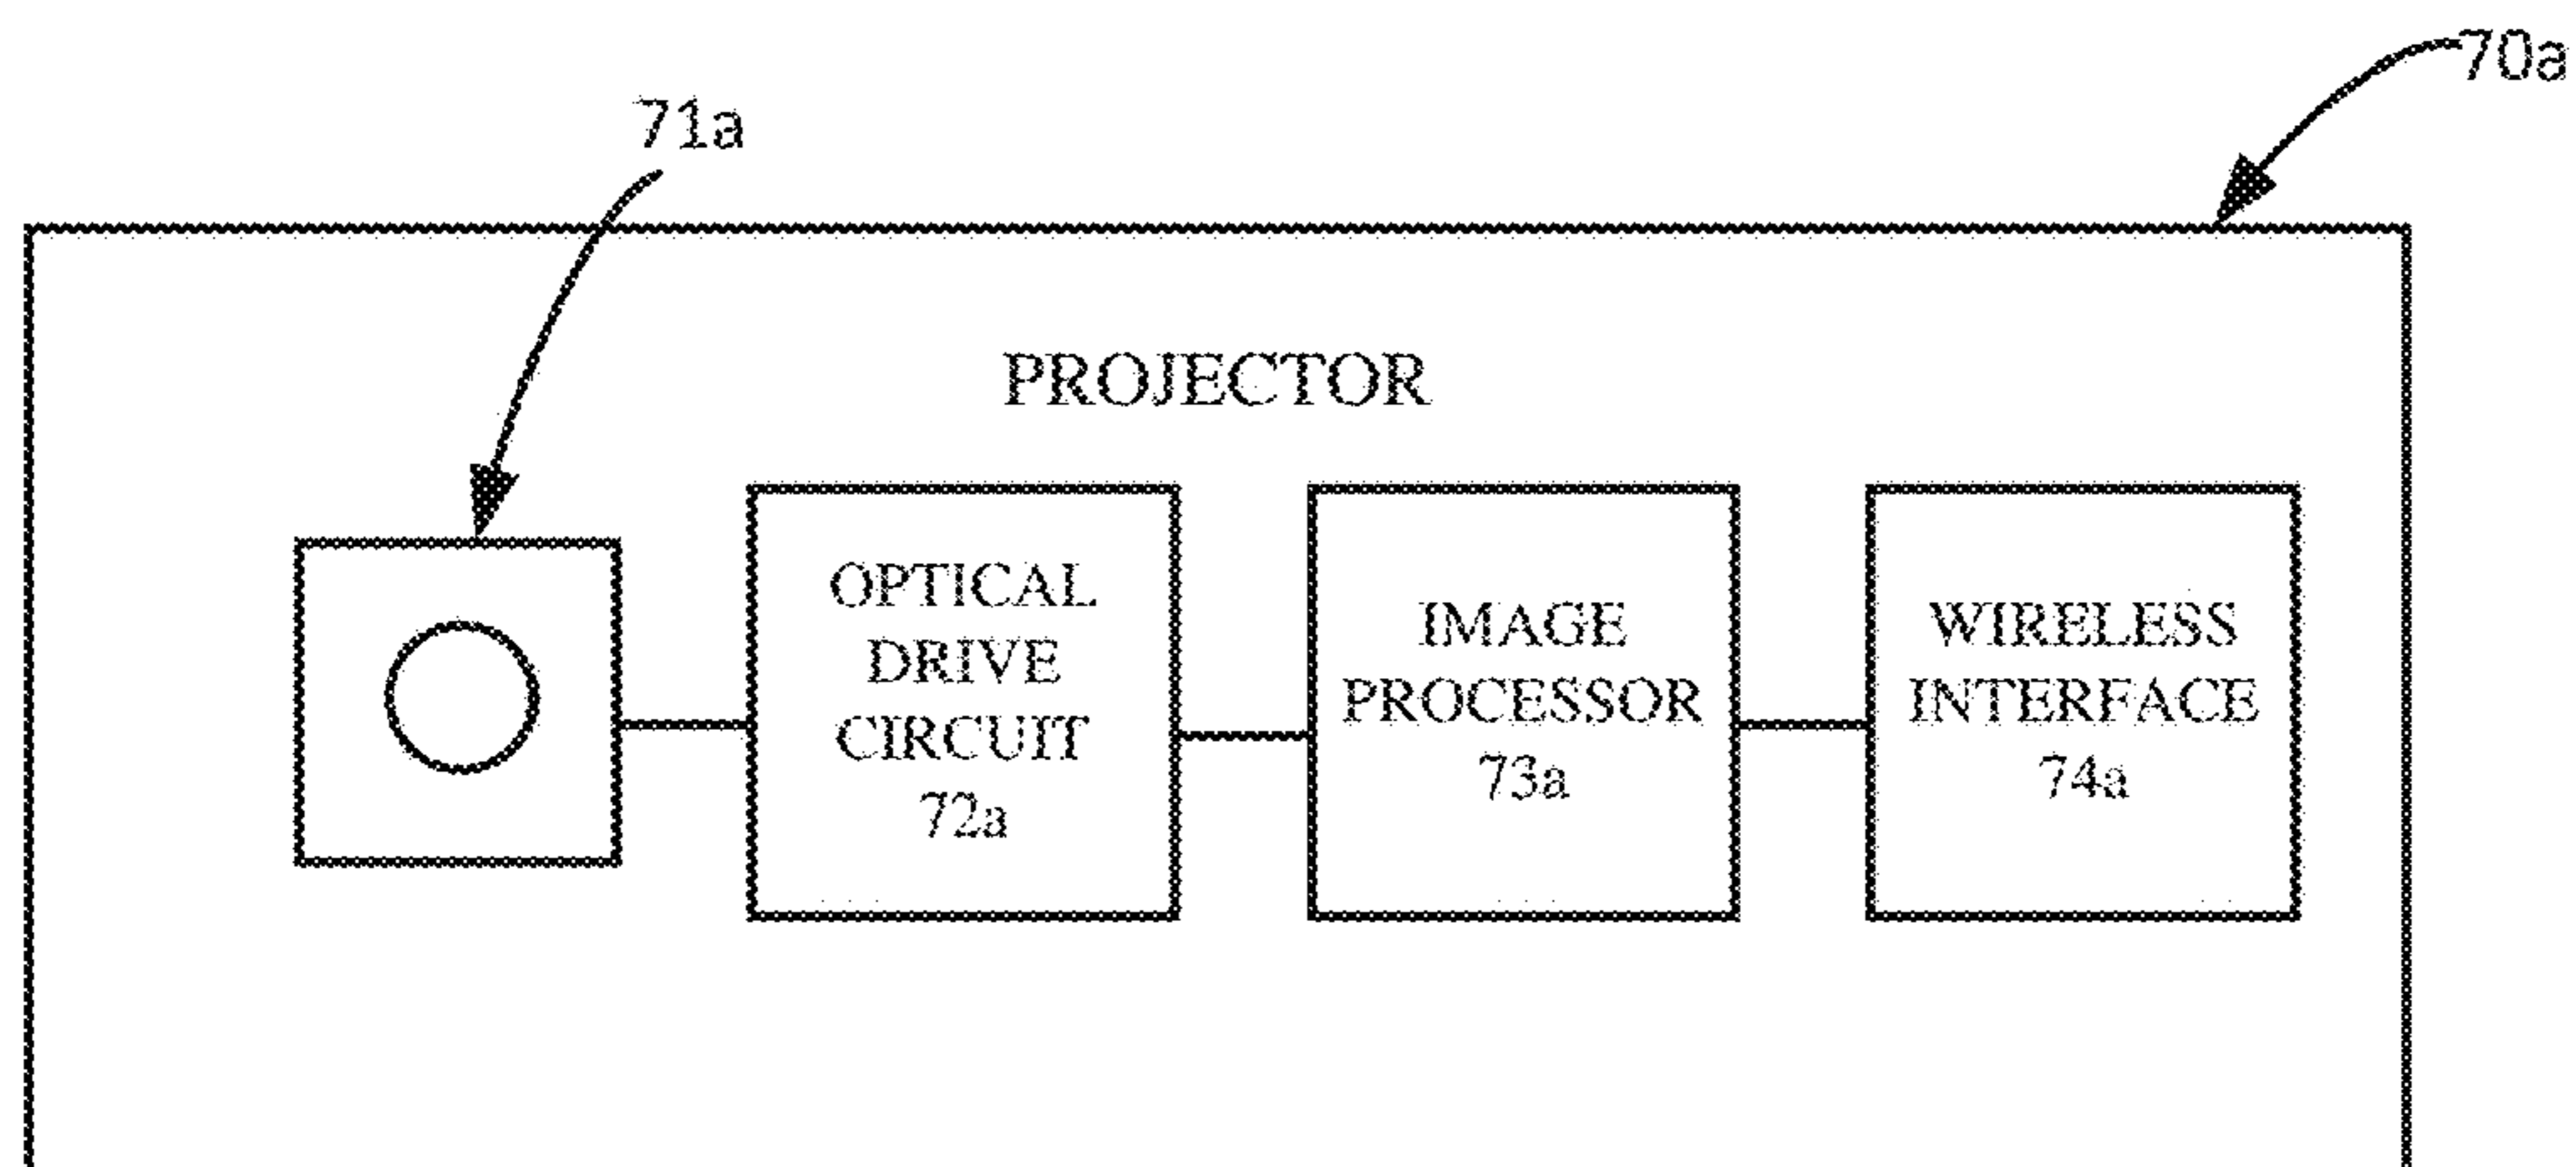 70a
71a
PROJECTOR
OPTICAL
DRIVE
CIRCUIT
72a
IMAGE
PROCESSOR
73a
WIRELESS
INTERFACE
74a